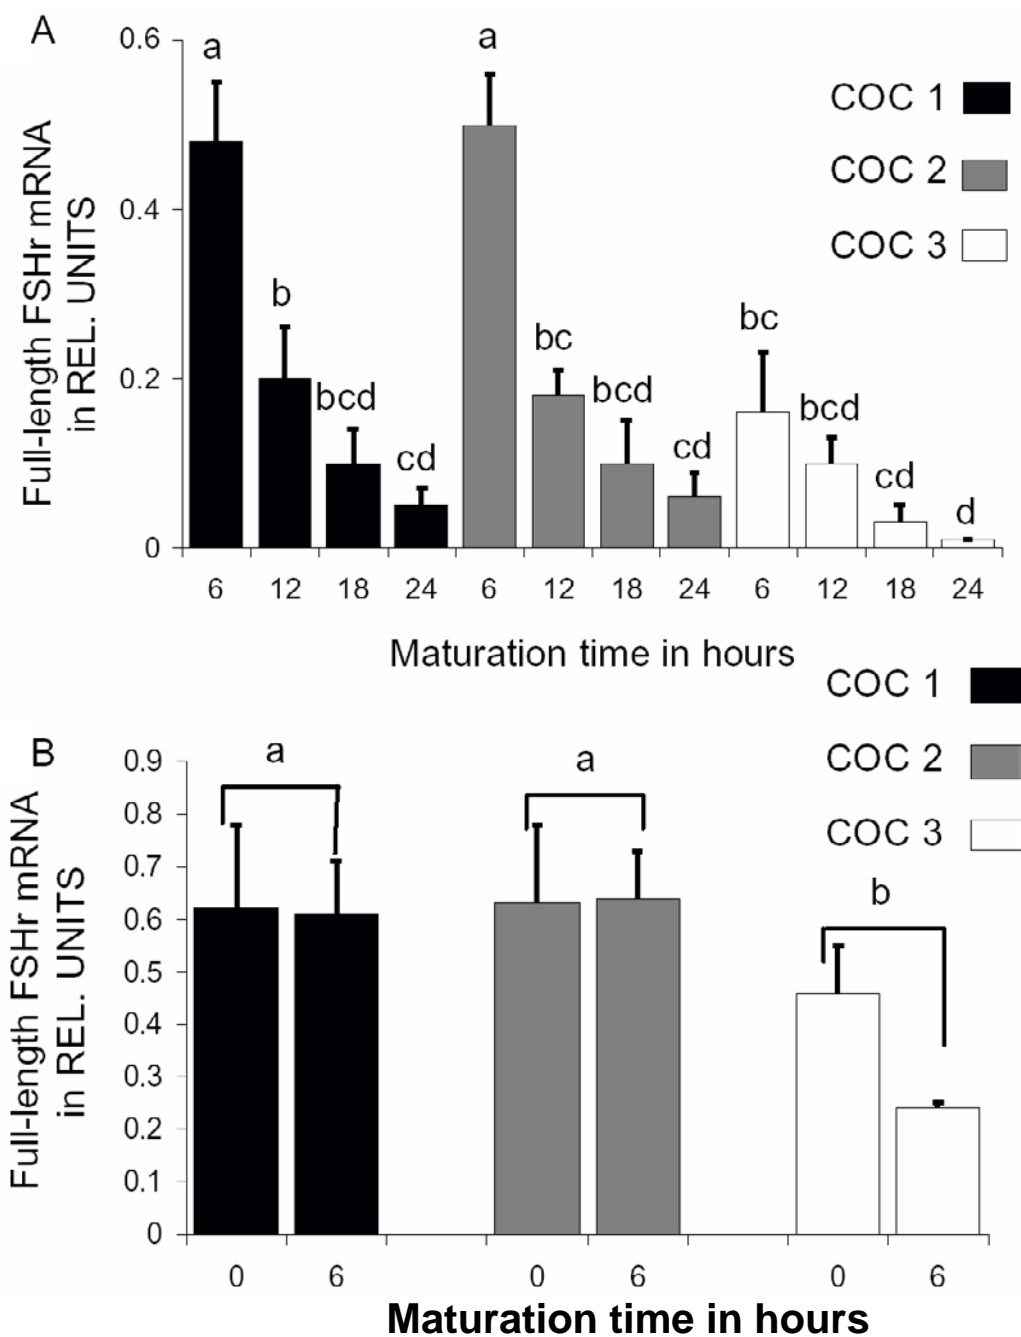 A
Full-length FSHr mRNA
in REL. UNITS
0.6
0.4
0.2
0
a
b
bcd
cd
a
bc
bcd
cd
bc
bcd
cd
d
COC 1
COC 2
COC 3
6 12 18 24 6 12 18 24 6 12 18 24
Maturation time in hours
COC 1
COC 2
COC 3
B
Full-length FSHr mRNA
in REL. UNITS
0.9
0.8
0.7
0.6
0.5
0.4
0.3
0.2
0.1
0
a
a
b
0 6 0 6 0 6
Maturation time in hours